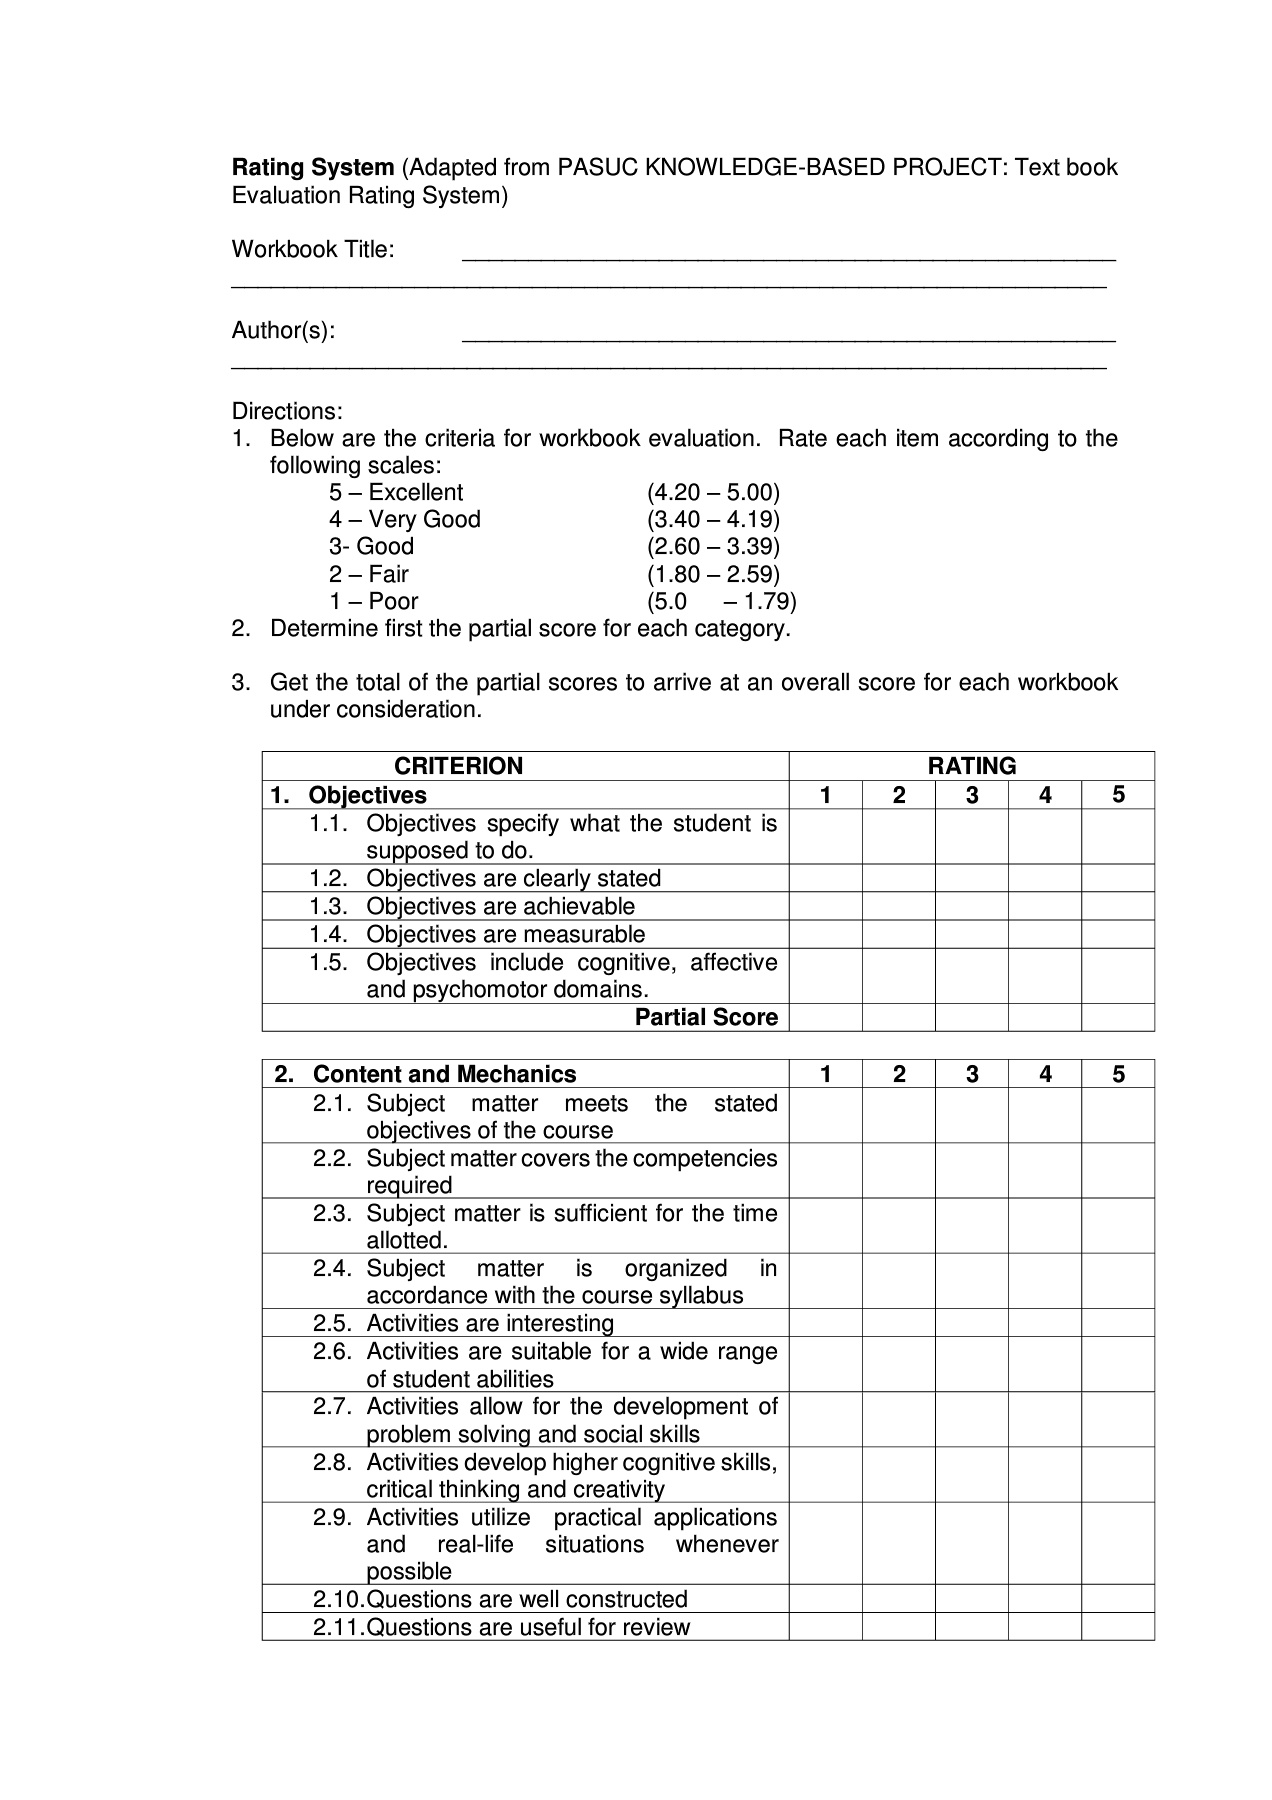 Rating System (Adapted from PASUC KNOWLEDGE-BASED PROJECT: Text book
Evaluation Rating System)
Workbook Title: __________________________________________________
___________________________________________________________________
Author(s): __________________________________________________
___________________________________________________________________
Directions:
1. Below are the criteria for workbook evaluation. Rate each item according to the
following scales:
5 – Excellent (4.20 – 5.00)
4 – Very Good (3.40 – 4.19)
3- Good (2.60 – 3.39)
2 – Fair (1.80 – 2.59)
1 – Poor (5.0 – 1.79)
2. Determine first the partial score for each category.
3. Get the total of the partial scores to arrive at an overall score for each workbook
under consideration.
CRITERION RATING
1. Objectives 1 2 3 4 5
1.1. Objectives specify what the student is
supposed to do.
1.2. Objectives are clearly stated
1.3. Objectives are achievable
1.4. Objectives are measurable
1.5. Objectives include cognitive, affective
and psychomotor domains.
Partial Score
2. Content and Mechanics 1 2 3 4 5
2.1. Subject matter meets the stated
objectives of the course
2.2. Subject matter covers the competencies
required
2.3. Subject matter is sufficient for the time
allotted.
2.4. Subject matter is organized in
accordance with the course syllabus
2.5. Activities are interesting
2.6. Activities are suitable for a wide range
of student abilities
2.7. Activities allow for the development of
problem solving and social skills
2.8. Activities develop higher cognitive skills,
critical thinking and creativity
2.9. Activities utilize practical applications
and real-life situations whenever
possible
2.10.Questions are well constructed
2.11.Questions are useful for review